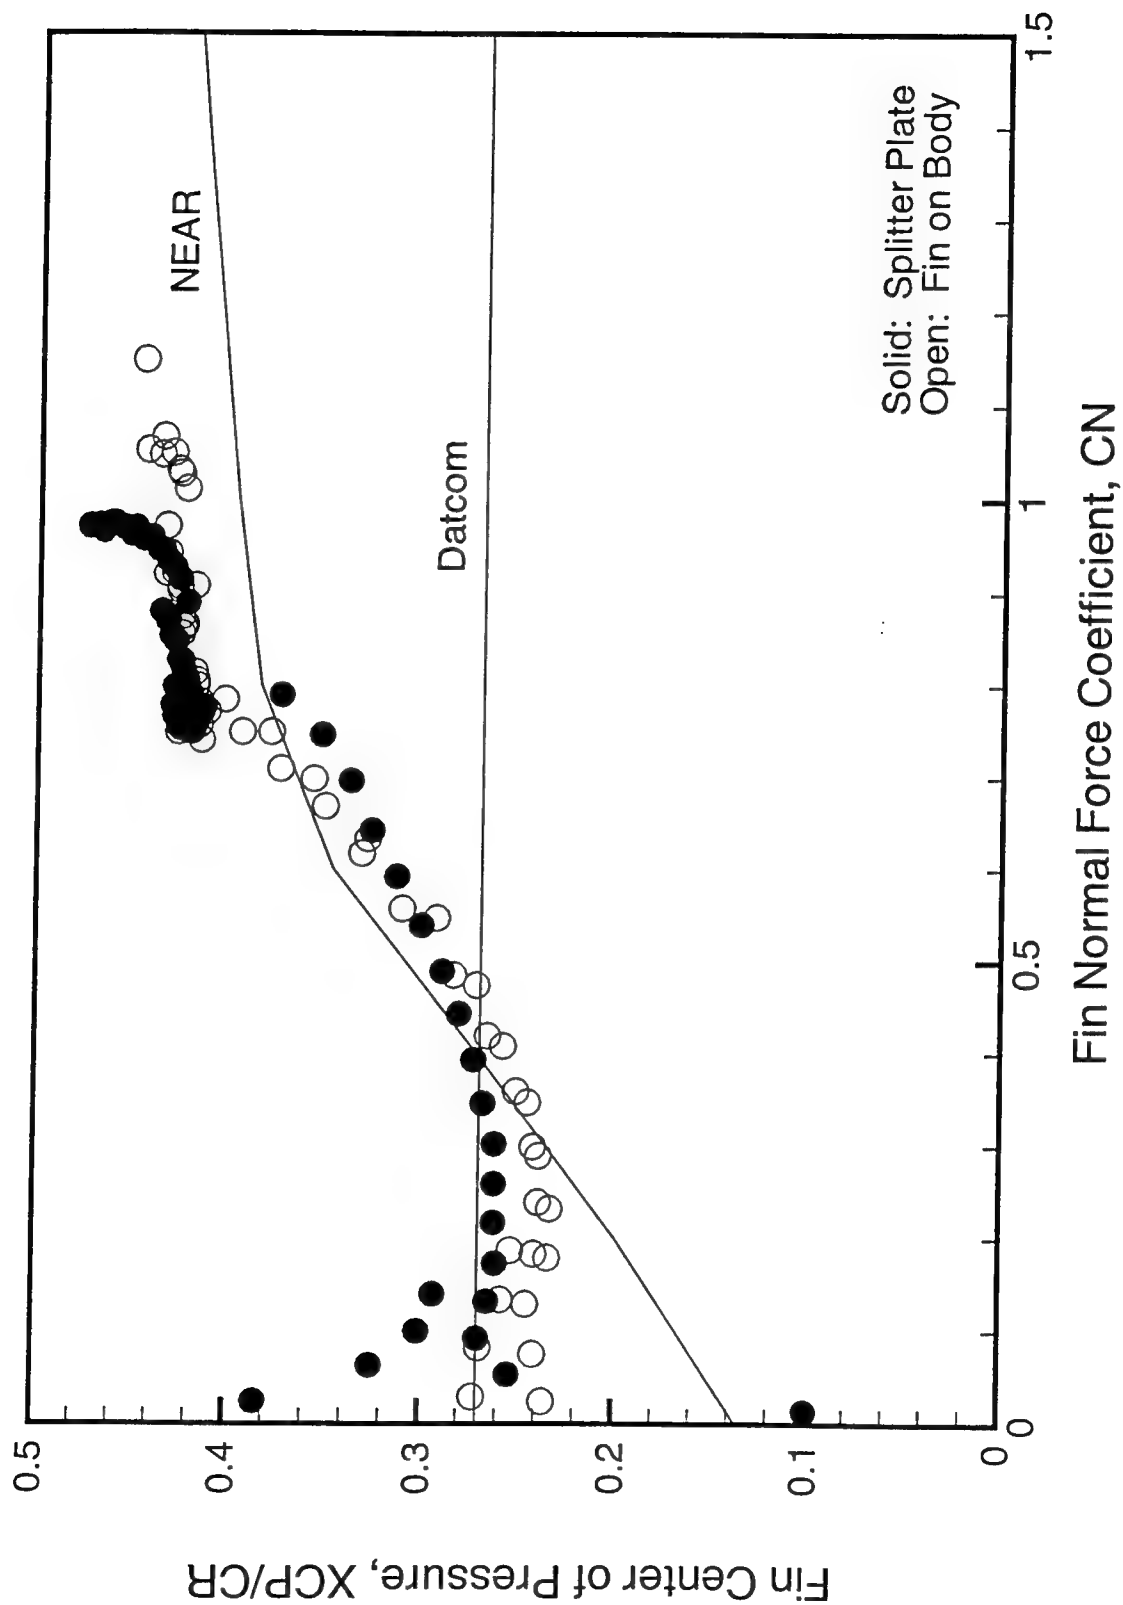 Fin Center of Pressure, XCP/CR
0.5
0.4
0.3
0.2
0.1
0
NEAR
Datcom
Solid: Splitter Plate
Open: Fin on Body
0
0.5
1
1.5
Fin Normal Force Coefficient, CN